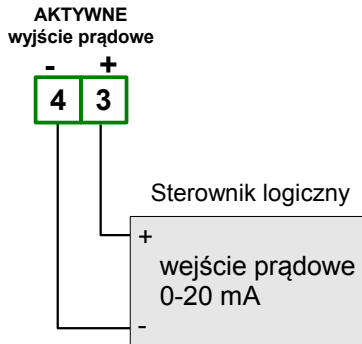 AKTYWNE
wyjście prądowe
- +
4 3
Sterownik logiczny
+
wejście prądowe
0-20 mA
-